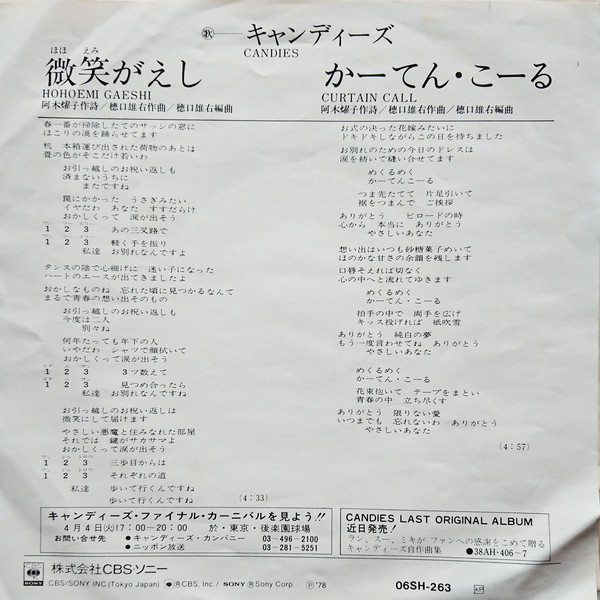 歌──キャンディーズ
CANDIES
ほほ えみ
微笑がえし
HOHOEMI GAESHI
阿木燿子作詩/穂口雄右作曲/穂口雄右編曲
春一番が掃除したてのサッシの窓に
ほこりの渦を踊らせてます
机 本箱運び出された荷物のあとは
畳の色がそこだけ若いわ
お引っ越しのお祝い返しも
済まないうちに
またですね
罠にかかった うさぎみたい
イヤだわ あなた すすだらけ
おかしくって 涙が出そう
1 2 3 あの三叉路で
1 2 3 軽く手を振り
私達 お別れなんですよ
タンスの陰で心細げに 迷い子になった
ハートのエースが出てきましたよ
おかしなものね 忘れた頃に見つかるなんて
まるで青春の想い出そのもの
お引っ越しのお祝い返しも
今度は二人
別々ね
何年たっても年下の人
いやだわ シャツで顔拭いて
おかしくって 涙が出そう
1 2 3 3ツ数えて
1 2 3 見つめ合ったら
私達 お別れなんですね
お引っ越しのお祝い返しは
微笑にして届けます
やさしい悪魔と住みなれた部屋
それでは 鍵がサカサマよ
おかしくって 涙が出そう
1 2 3 三歩目からは
1 2 3 それぞれの道
私達 歩いて行くんですね
歩いて行くんですね
(4:33)
かーてん・こーる
CURTAIN CALL
阿木燿子作詩/穂口雄右作曲/穂口雄右編曲
お式の決った花嫁みたいに
ドキドキしながらこの日を待ちました
お別れのための今日のドレスは
涙を紡いで縫い合せてます
めくるめく
かーてんこーる
つま先たてて 片足引いて
裾をつまんで ご挨拶
ありがとう ビロードの時
心から 本当に ありがとう
やさしいあなた
想い出はいつも砂糖菓子めいて
ほのかな甘さの余韻を残します
口唇そえれば切なく
心の中へと流れてゆきます
めくるめく
かーてん・こーる
拍手の中で 両手を広げ
キッス投げれば 紙吹雪
ありがとう 純白の夢
もう一度言わせてね ありがとう
やさしいあなた
めくるめく
かーてん・こーる
花束抱いて テープをまとい
青春の中 立ち尽くす
ありがとう 限りない愛
いつまでも 忘れないわ ありがとう
やさしいあなた
(4:57)
キャンディーズ・ファイナル・カーニバルを見よう!!
4月4日(火)17:00〜20:00 於・東京・後楽園球場
お問い合せ先 ●キャンディーズ・カンパニー 03-496-2100
●ニッポン放送 03-281-5251
CANDIES LAST ORIGINAL ALBUM
近日発売!
ラン、スー、ミキが ファンへの感謝をこめて贈る
キャンディーズ自作曲集 ●38AH・406〜7
CBS SONY 株式会社CBS・ソニー
CBS/SONY INC (Tokyo Japan) ®CBS, Inc./SONY ®Sony Corp. Ⓟ'78
06SH-263